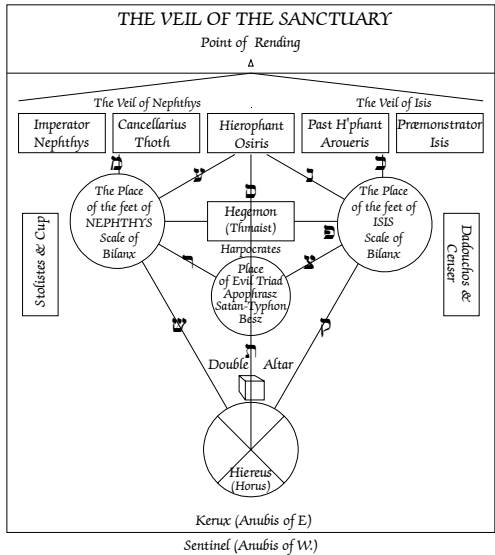 THE VEIL OF THE SANCTUARY
Point of Rending
The Veil of Nephthys
The Veil of Isis
Imperator
Nephthys
Cancellarius
Thoth
Hierophant
Osiris
Past H'phant
Aroueris
Præmonstrator
Isis
מ
ע
ס
נ
כ
The Place
of the feet of
NEPHTHYS
Scale of
Bilanx
Hegemon
(Thmaist)
פ
The Place
of the feet of
ISIS
Scale of
Bilanx
Stolistes & Cup
Dadouchos &
Censer
Harpocrates
ר
צ
Place
of Evil Triad
Apophrasz
Satan-Typhon
Besz
ש
ק
ת
Double Altar
Hiereus
(Horus)
Kerux (Anubis of E)
Sentinel (Anubis of W.)